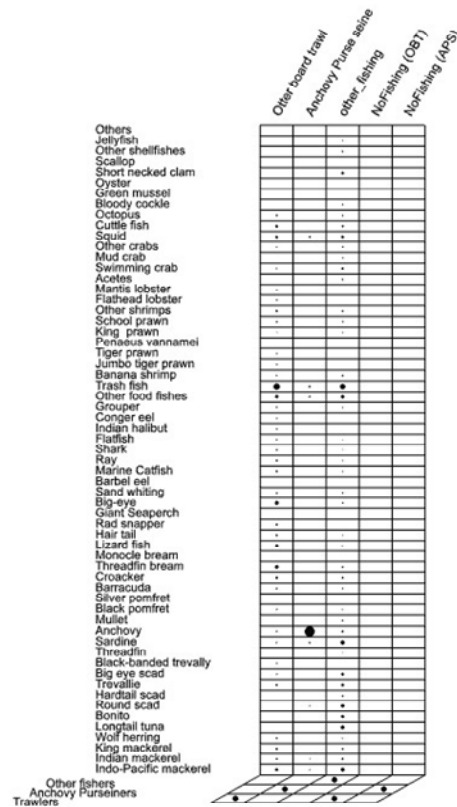 Otter board trawl
Anchovy Purse seine
other_fishing
NoFishing (OBT)
NoFishing (APS)
Others
Jellyfish
Other shellfishes
Scallop
Short necked clam
Oyster
Green mussel
Bloody cockle
Octopus
Cuttle fish
Squid
Other crabs
Mud crab
Swimming crab
Acetes
Mantis lobster
Flathead lobster
Other shrimps
School prawn
King prawn
Penaeus vannamei
Tiger prawn
Jumbo tiger prawn
Banana shrimp
Trash fish
Other food fishes
Grouper
Conger eel
Indian halibut
Flatfish
Shark
Ray
Marine Catfish
Barbel eel
Sand whiting
Big-eye
Giant Seaperch
Rad snapper
Hair tail
Lizard fish
Monocle bream
Threadfin bream
Croacker
Barracuda
Silver pomfret
Black pomfret
Mullet
Anchovy
Sardine
Threadfin
Black-banded trevally
Big eye scad
Trevallie
Hardtail scad
Round scad
Bonito
Longtail tuna
Wolf herring
King mackerel
Indian mackerel
Indo-Pacific mackerel
Other fishers
Anchovy Purseiners
Trawlers